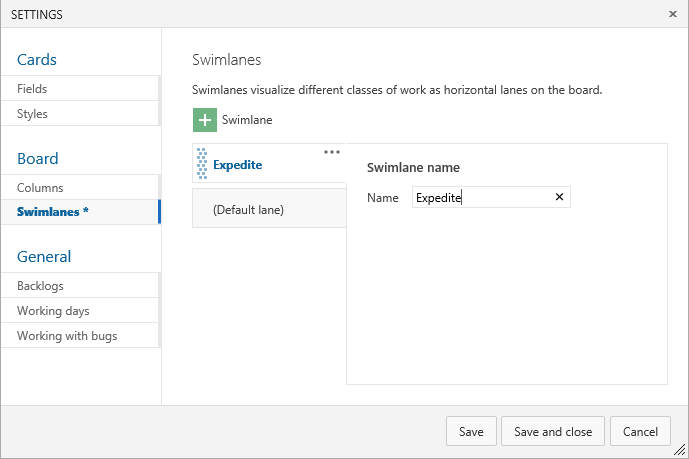 SETTINGS
Cards
Fields
Styles
Board
Columns
Swimlanes *
General
Backlogs
Working days
Working with bugs
Swimlanes
Swimlanes visualize different classes of work as horizontal lanes on the board.
Swimlane
Expedite
(Default lane)
Swimlane name
Name Expedite
Save Save and close Cancel